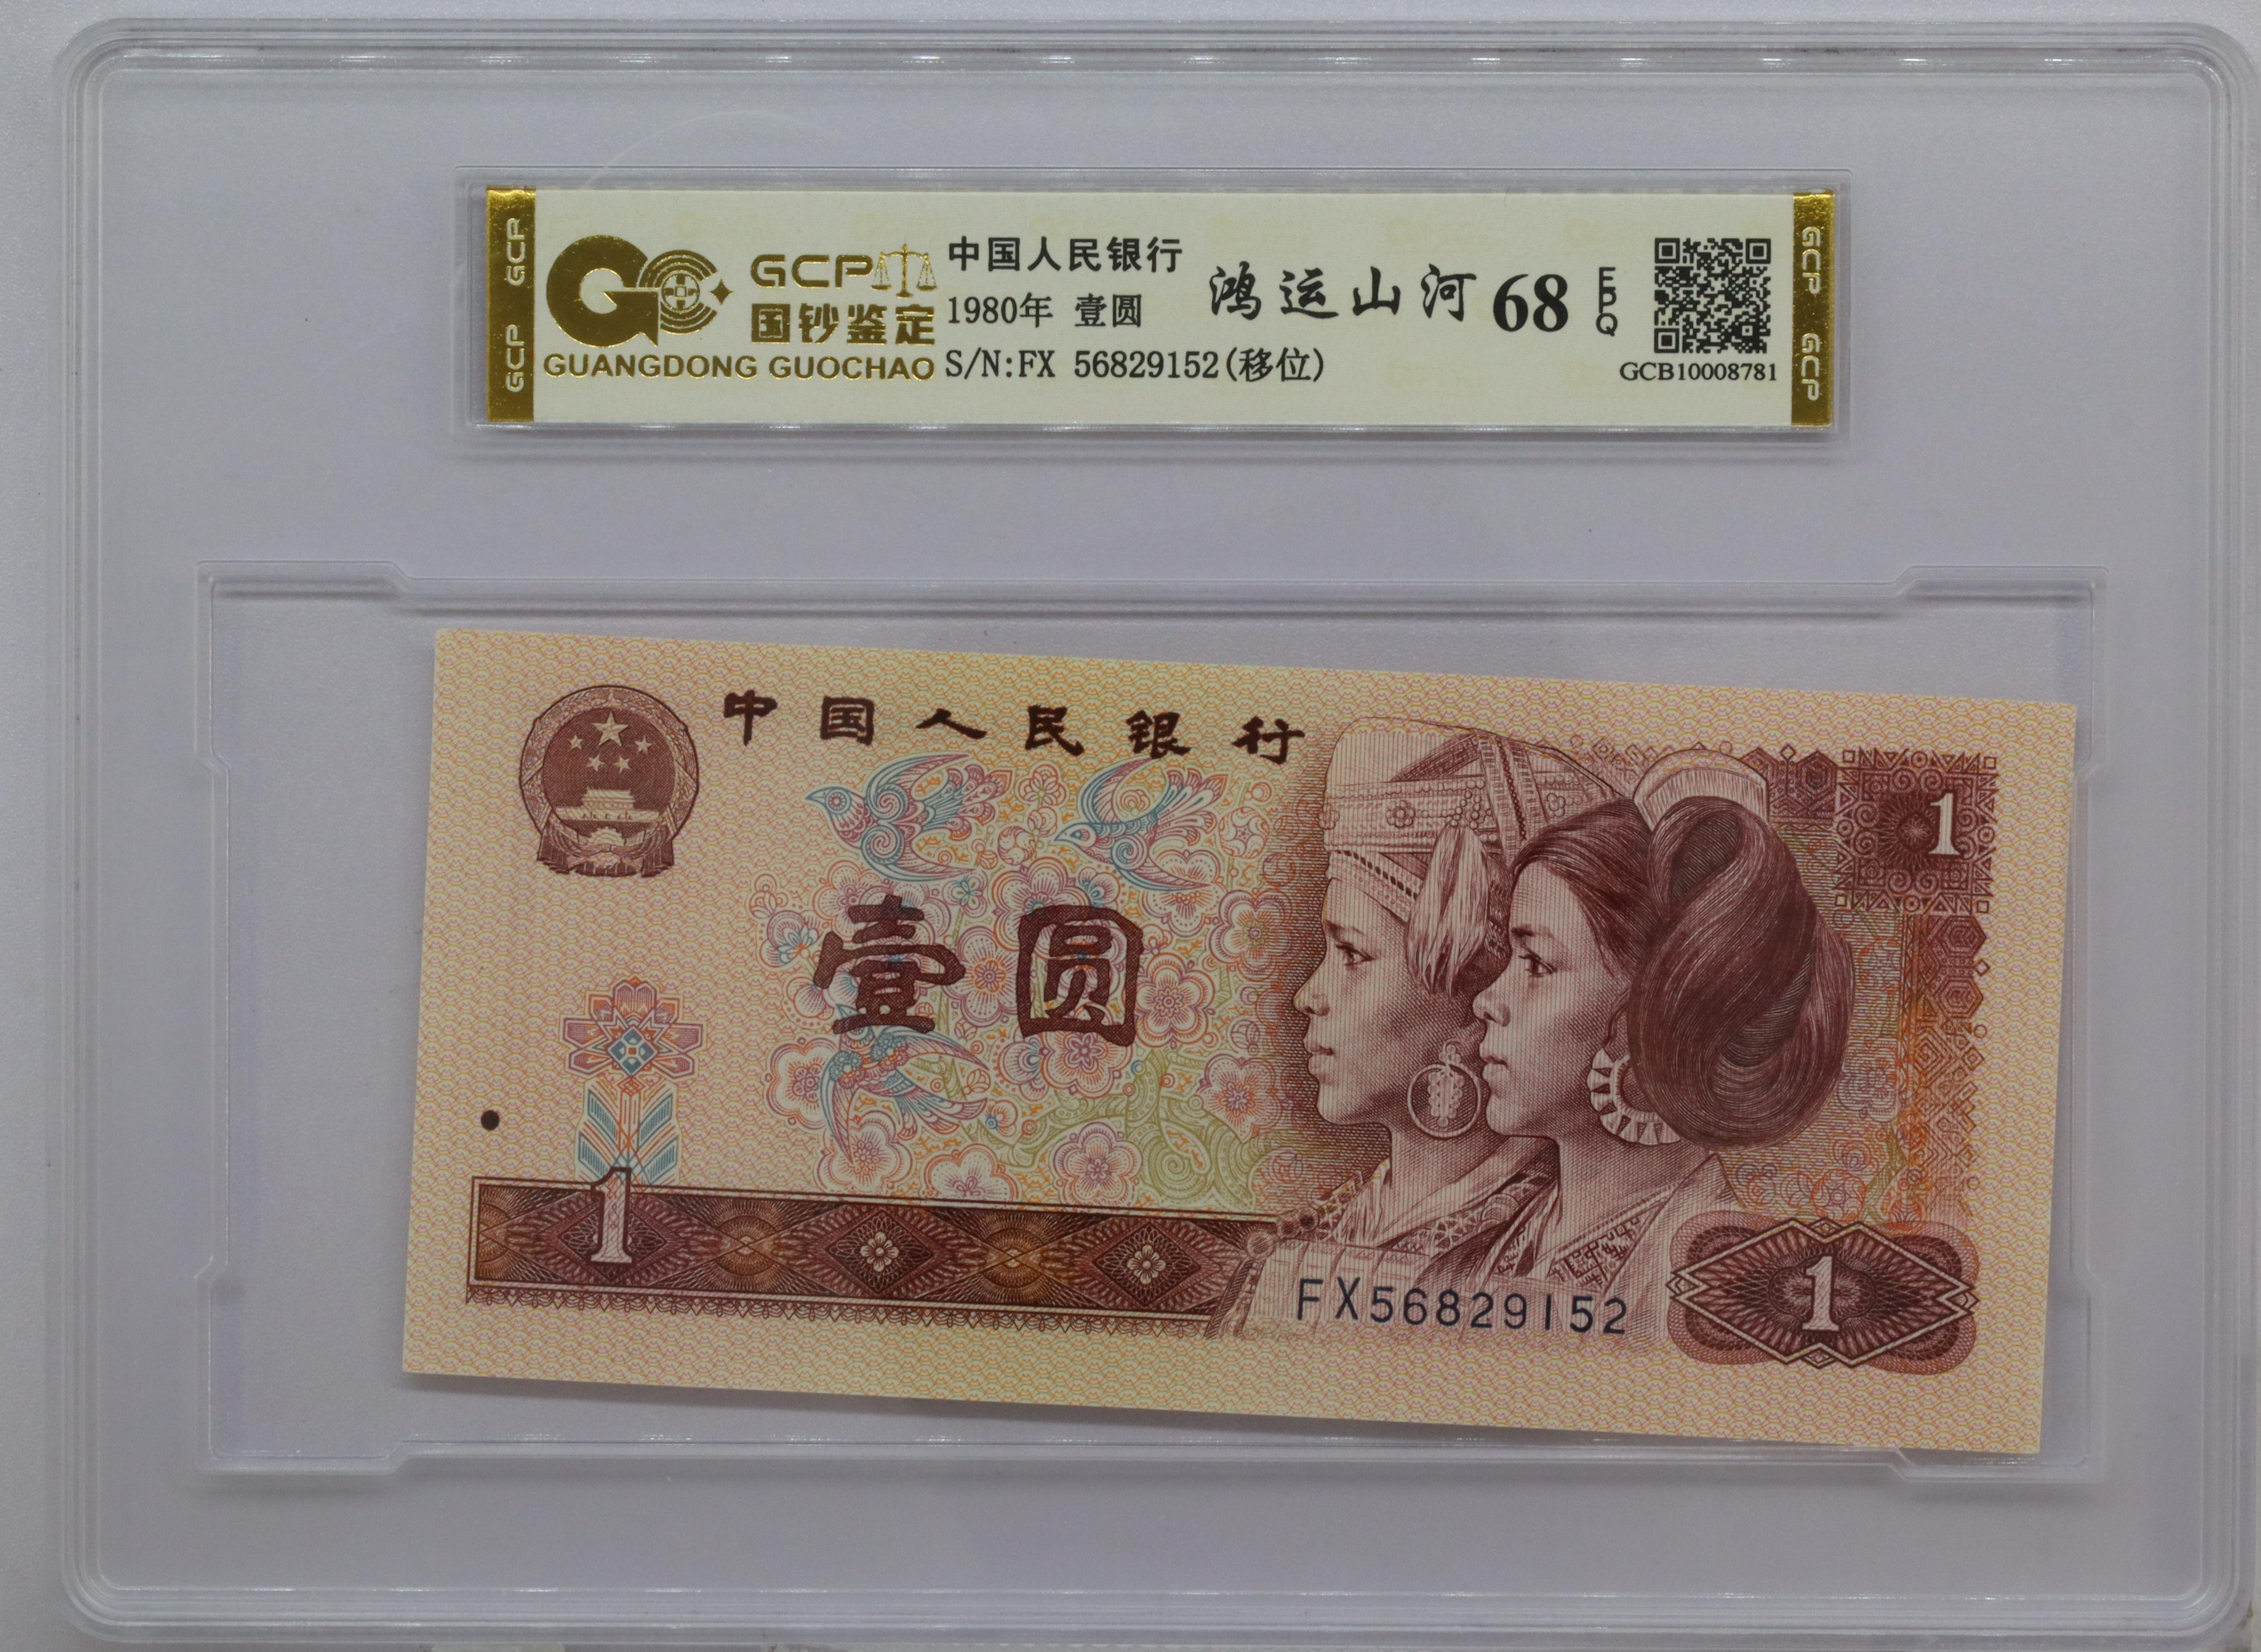 GCP GCP
GCP
国钞鉴定
GUANGDONG GUOCHAO
中国人民银行
1980年 壹圆
S/N:FX 56829152(移位)
鸿运山河 68 EPQ
GCB10008781
GCP GCP
中国人民银行
1
壹圆
1
FX56829152
1